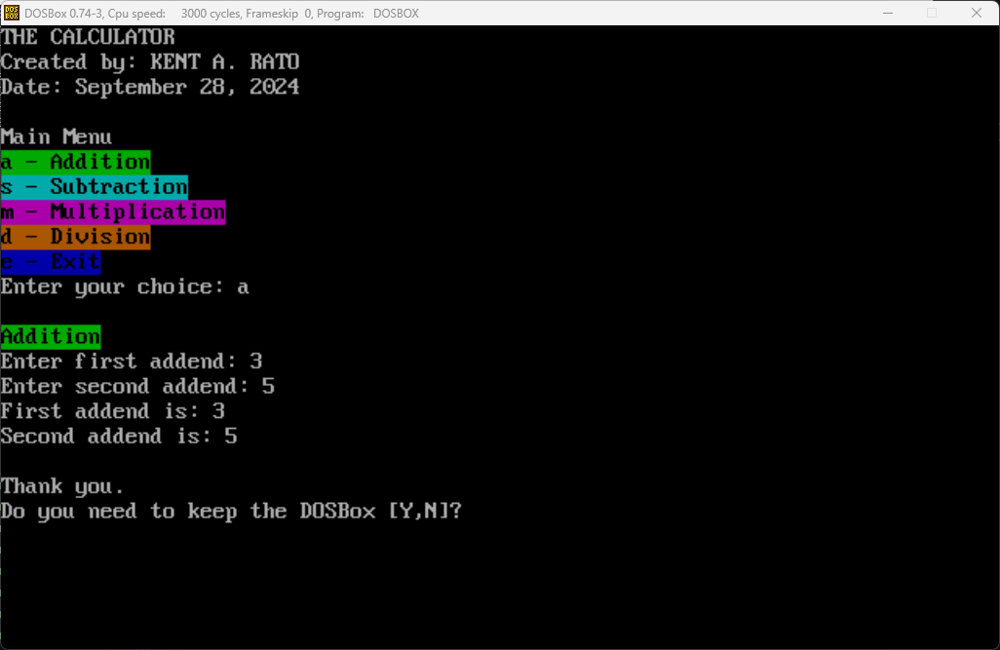 DOS
BOX
DOSBox 0.74-3, Cpu speed: 3000 cycles, Frameskip 0, Program: DOSBOX
THE CALCULATOR
Created by: KENT A. RATO
Date: September 28, 2024
Main Menu
a - Addition
s - Subtraction
m - Multiplication
d - Division
e - Exit
Enter your choice: a
Addition
Enter first addend: 3
Enter second addend: 5
First addend is: 3
Second addend is: 5
Thank you.
Do you need to keep the DOSBox [Y,N]?